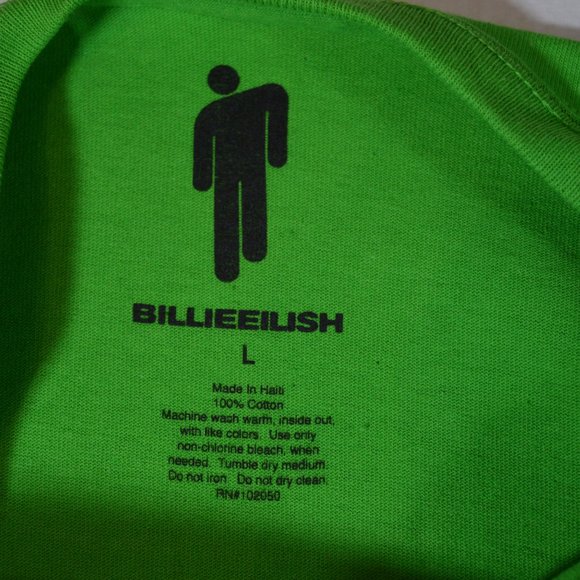 BILLIEEILISH
L
Made In Haiti
100% Cotton
Machine wash warm, inside out,
with like colors. Use only
non-chlorine bleach, when
needed. Tumble dry medium.
Do not iron. Do not dry clean.
RN#102050